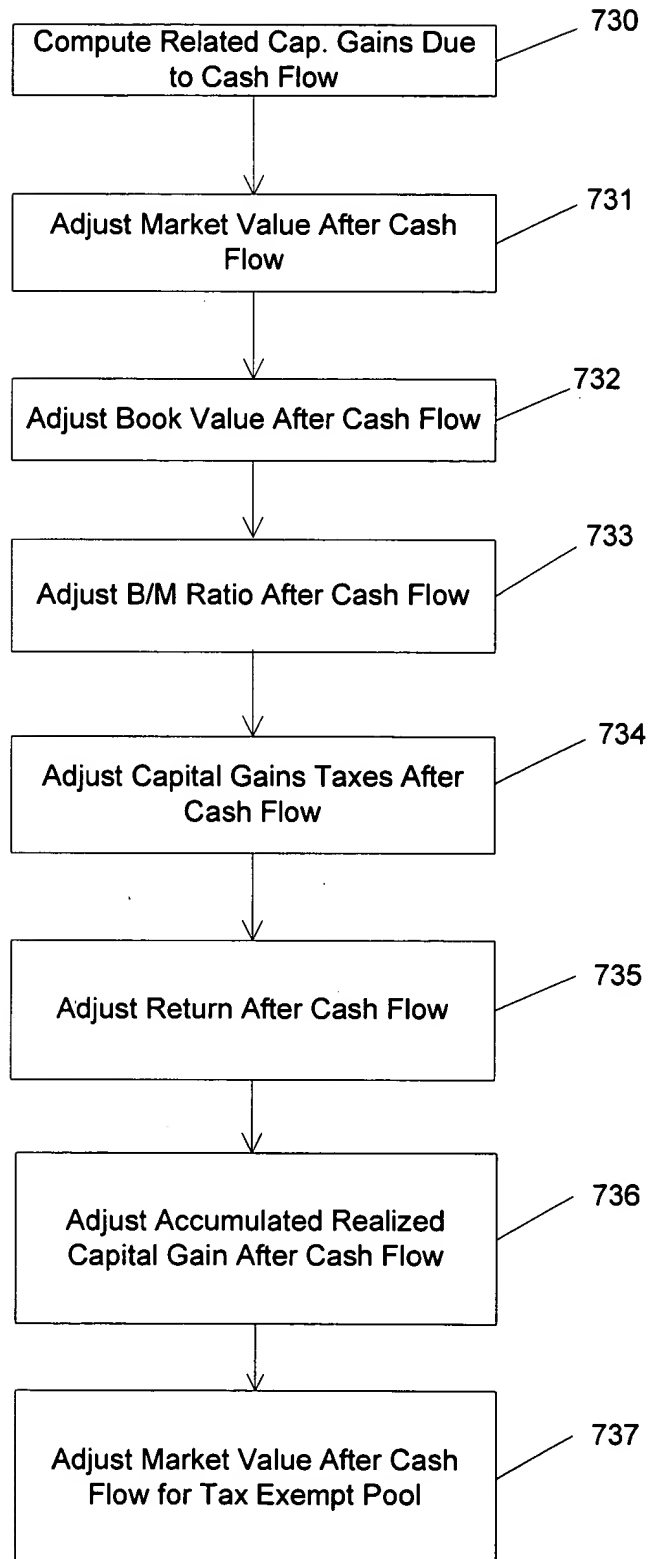 730
Compute Related Cap. Gains Due
to Cash Flow
731
Adjust Market Value After Cash
Flow
732
Adjust Book Value After Cash Flow
733
Adjust B/M Ratio After Cash Flow
734
Adjust Capital Gains Taxes After
Cash Flow
735
Adjust Return After Cash Flow
736
Adjust Accumulated Realized
Capital Gain After Cash Flow
737
Adjust Market Value After Cash
Flow for Tax Exempt Pool